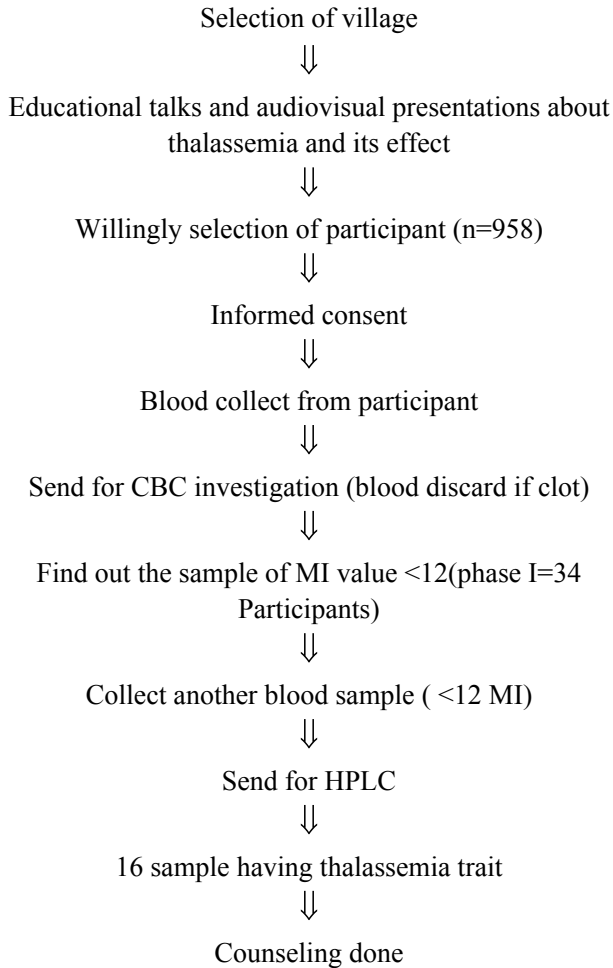 Selection of village
⇓
Educational talks and audiovisual presentations about
thalassemia and its effect
⇓
Willingly selection of participant (n=958)
⇓
Informed consent
⇓
Blood collect from participant
⇓
Send for CBC investigation (blood discard if clot)
⇓
Find out the sample of MI value <12(phase I=34
Participants)
⇓
Collect another blood sample ( <12 MI)
⇓
Send for HPLC
⇓
16 sample having thalassemia trait
⇓
Counseling done